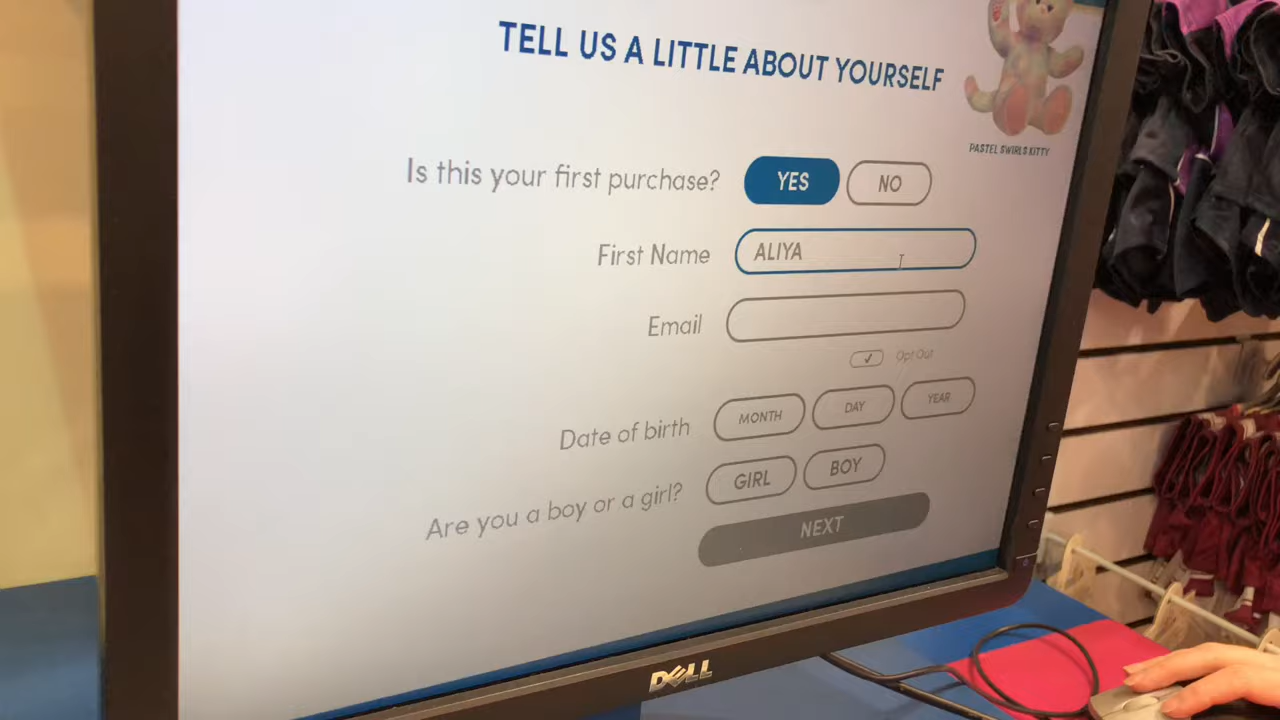 TELL US A LITTLE ABOUT YOURSELF
PASTEL SWIRLS KITTY
Is this your first purchase? YES NO
First Name ALIYA
Email
✓ Opt Out
Date of birth MONTH DAY YEAR
Are you a boy or a girl? GIRL BOY
NEXT
DELL